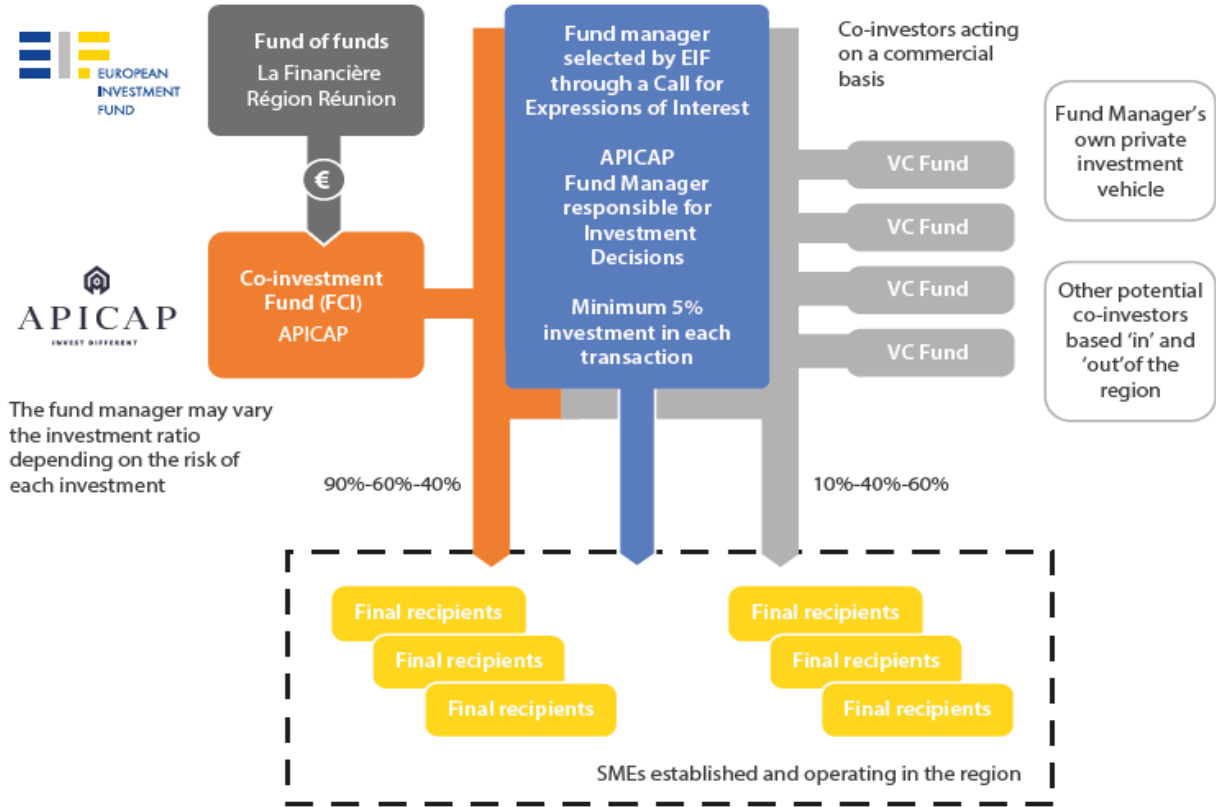 EUROPEAN
INVESTMENT
FUND
Fund of funds
La Financière
Région Réunion
€
Co-investment
Fund (FCI)
APICAP
APICAP
INVEST DIFFERENT
The fund manager may vary
the investment ratio
depending on the risk of
each investment
Fund manager
selected by EIF
through a Call for
Expressions of Interest
APICAP
Fund Manager
responsible for
Investment
Decisions
Minimum 5%
investment in each
transaction
Co-investors acting
on a commercial
basis
VC Fund
VC Fund
VC Fund
VC Fund
Fund Manager's
own private
investment
vehicle
Other potential
co-investors
based ‘in’ and
‘out’of the
region
90%-60%-40%
10%-40%-60%
Final recipients
Final recipients
Final recipients
Final recipients
Final recipients
Final recipients
SMEs established and operating in the region